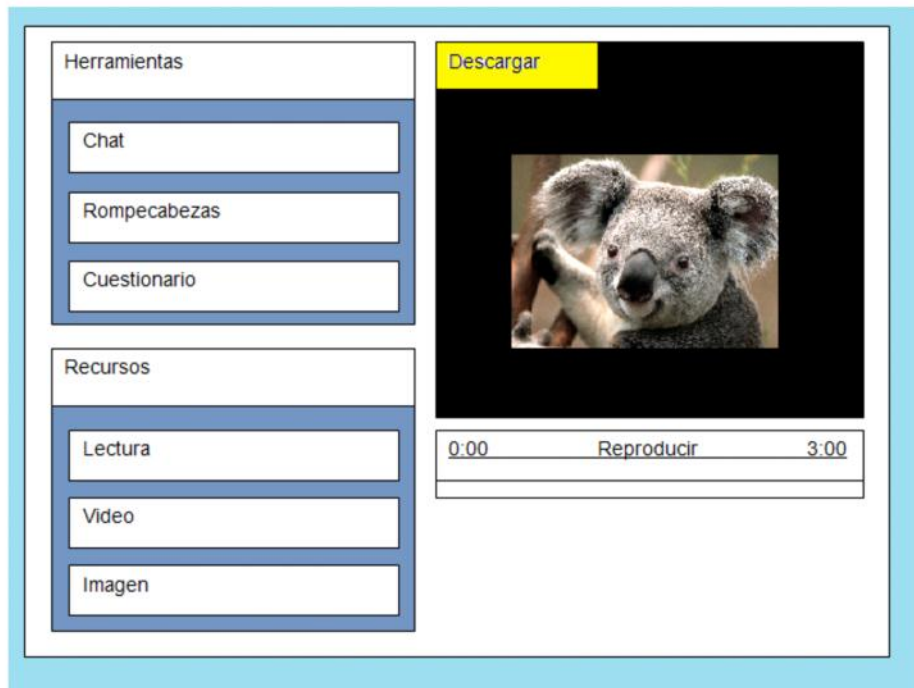 Herramientas
Chat
Rompecabezas
Cuestionario
Recursos
Lectura
Video
Imagen
Descargar
0:00 Reproducir 3:00